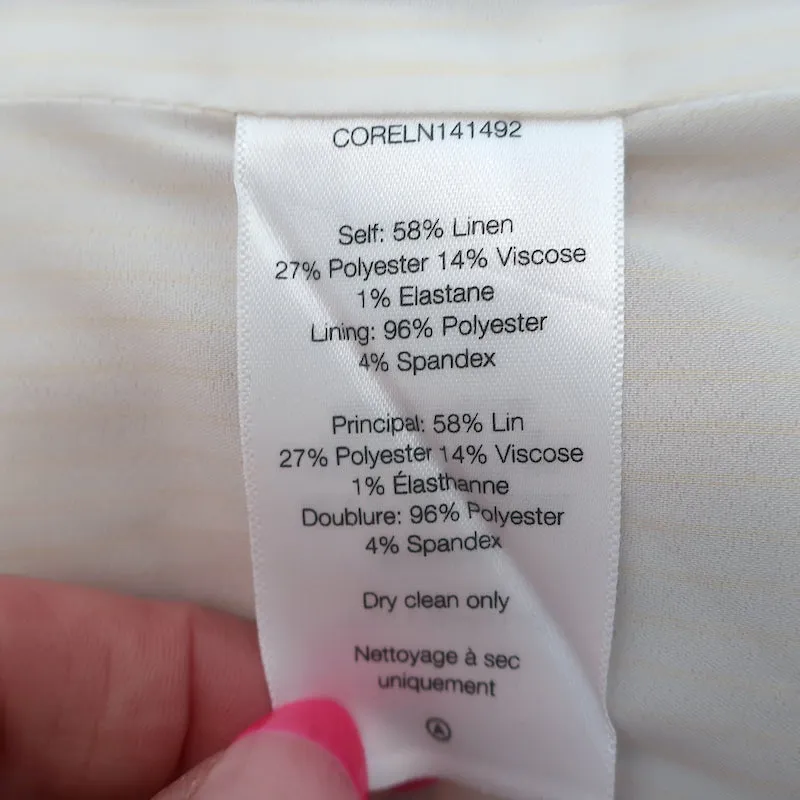 CORELN141492
Self: 58% Linen
27% Polyester 14% Viscose
1% Elastane
Lining: 96% Polyester
4% Spandex
Principal: 58% Lin
27% Polyester 14% Viscose
1% Élasthanne
Doublure: 96% Polyester
4% Spandex
Dry clean only
Nettoyage à sec
uniquement
A